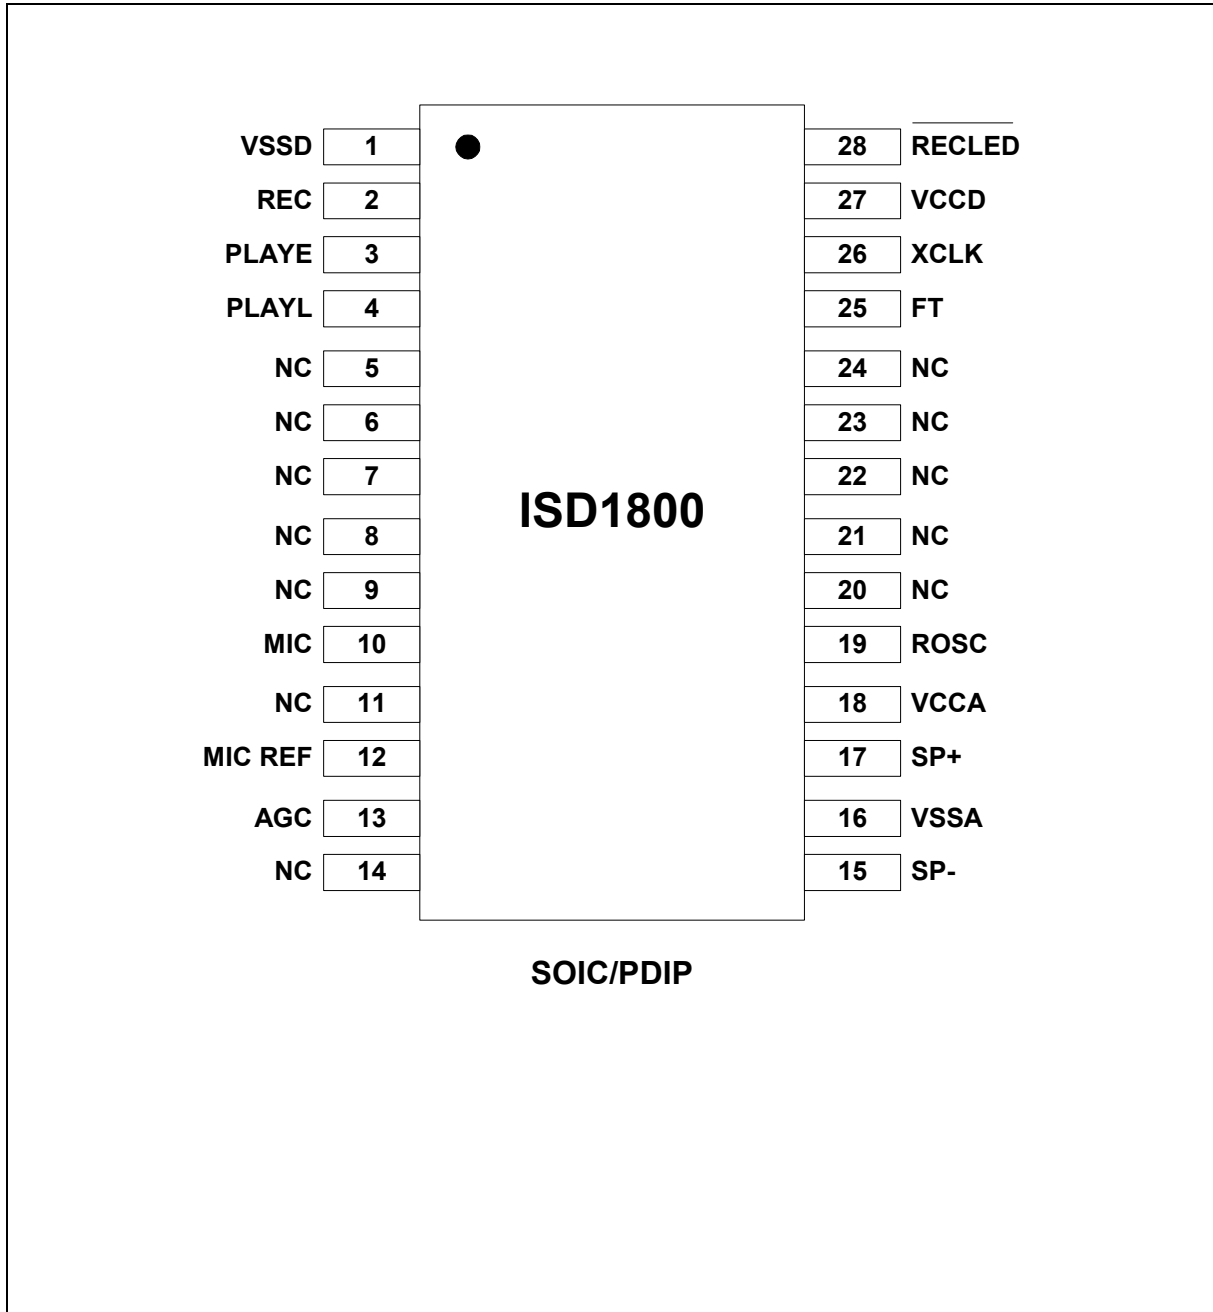 VSSD 1 28 RECLED
REC 2 27 VCCD
PLAYE 3 26 XCLK
PLAYL 4 25 FT
NC 5 24 NC
NC 6 23 NC
NC 7 22 NC
ISD1800
NC 8 21 NC
NC 9 20 NC
MIC 10 19 ROSC
NC 11 18 VCCA
MIC REF 12 17 SP+
AGC 13 16 VSSA
NC 14 15 SP-
SOIC/PDIP